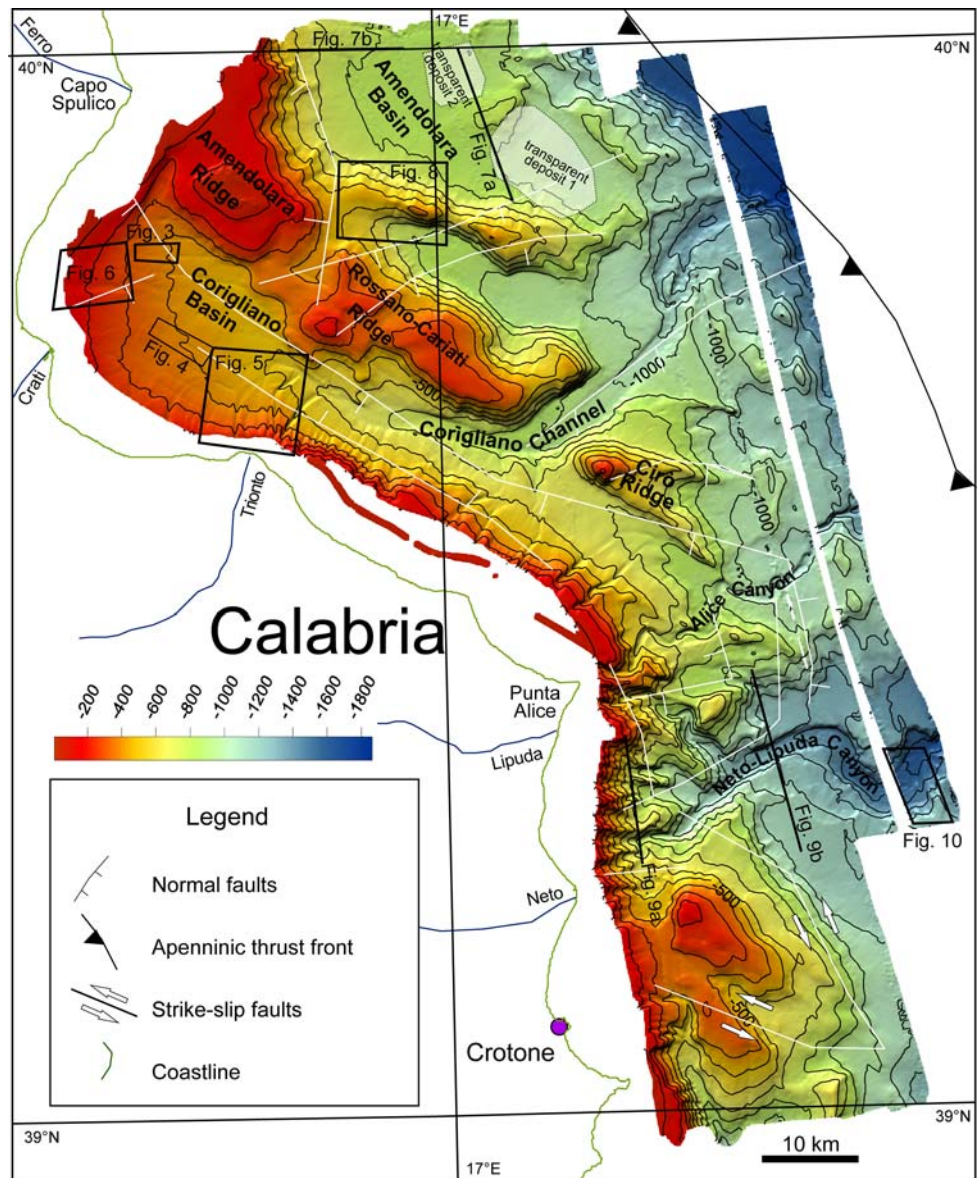 17°E
40°N
40°N
Ferro
Capo
Spulico
Fig. 7b
Amendolara
Basin
transparent
deposit 2
Fig. 7a
transparent
deposit 1
Amendolara
Ridge
Fig. 8
Fig. 3
Fig. 6
Corigliano
Basin
Rossano-Cariati
Ridge
Fig. 4
Fig. 5
-500
-1000
-1000
Corigliano Channel
Crati
Trionto
Ciro
Ridge
-1000
Alice Canyon
Calabria
-200
-400
-600
-800
-1000
-1200
-1400
-1600
-1800
Punta
Alice
Lipuda
Neto-Lipuda Canyon
Fig. 10
Fig. 9b
Fig. 9a
Neto
-500
-500
Crotone
Legend
Normal faults
Apenninic thrust front
Strike-slip faults
Coastline
39°N
39°N
17°E
10 km